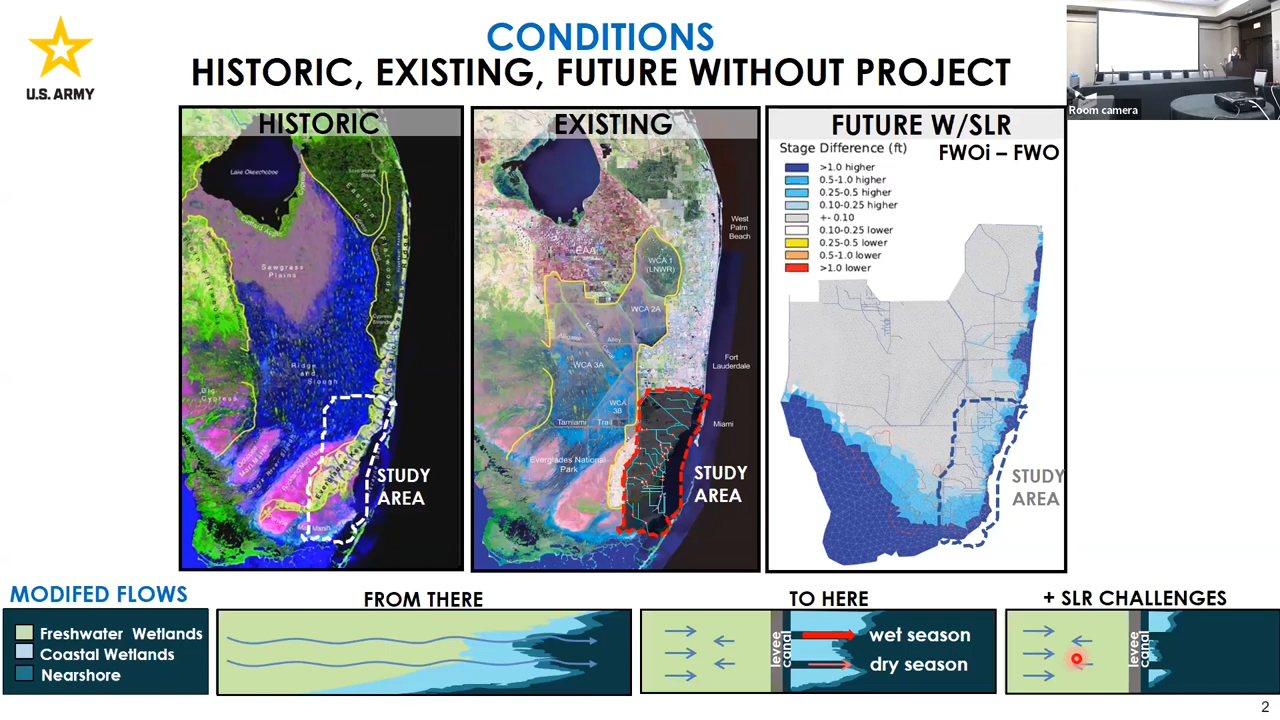 CONDITIONS
HISTORIC, EXISTING, FUTURE WITHOUT PROJECT
U.S. ARMY
Room camera
HISTORIC
Lake Okeechobee
Sawgrass
Plains
Eastern
Flatwoods
Ridge
and
Slough
Big
Cypress
STUDY
AREA
EXISTING
West
Palm
Beach
EAA
WCA 1
(LNWR)
WCA 2A
Alligator Alley
WCA 3A
Fort
Lauderdale
WCA
3B
Tamiami Trail
Miami
Everglades National
Park
STUDY
AREA
FUTURE W/SLR
Stage Difference (ft)
FWOi – FWO
>1.0 higher
0.5-1.0 higher
0.25-0.5 higher
0.10-0.25 higher
+- 0.10
0.10-0.25 lower
0.25-0.5 lower
0.5-1.0 lower
>1.0 lower
STUDY
AREA
MODIFED FLOWS
Freshwater Wetlands
Coastal Wetlands
Nearshore
FROM THERE
TO HERE
levee
canal
wet season
dry season
+ SLR CHALLENGES
levee
canal
2